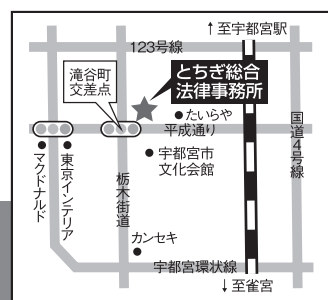 ↑至宇都宮駅
123号線
滝谷町
交差点
とちぎ総合
法律事務所
たいらや
平成通り
国道4号線
宇都宮市
文化会館
マクドナルド
東京インテリア
栃木街道
カンセキ
宇都宮環状線
↓至雀宮